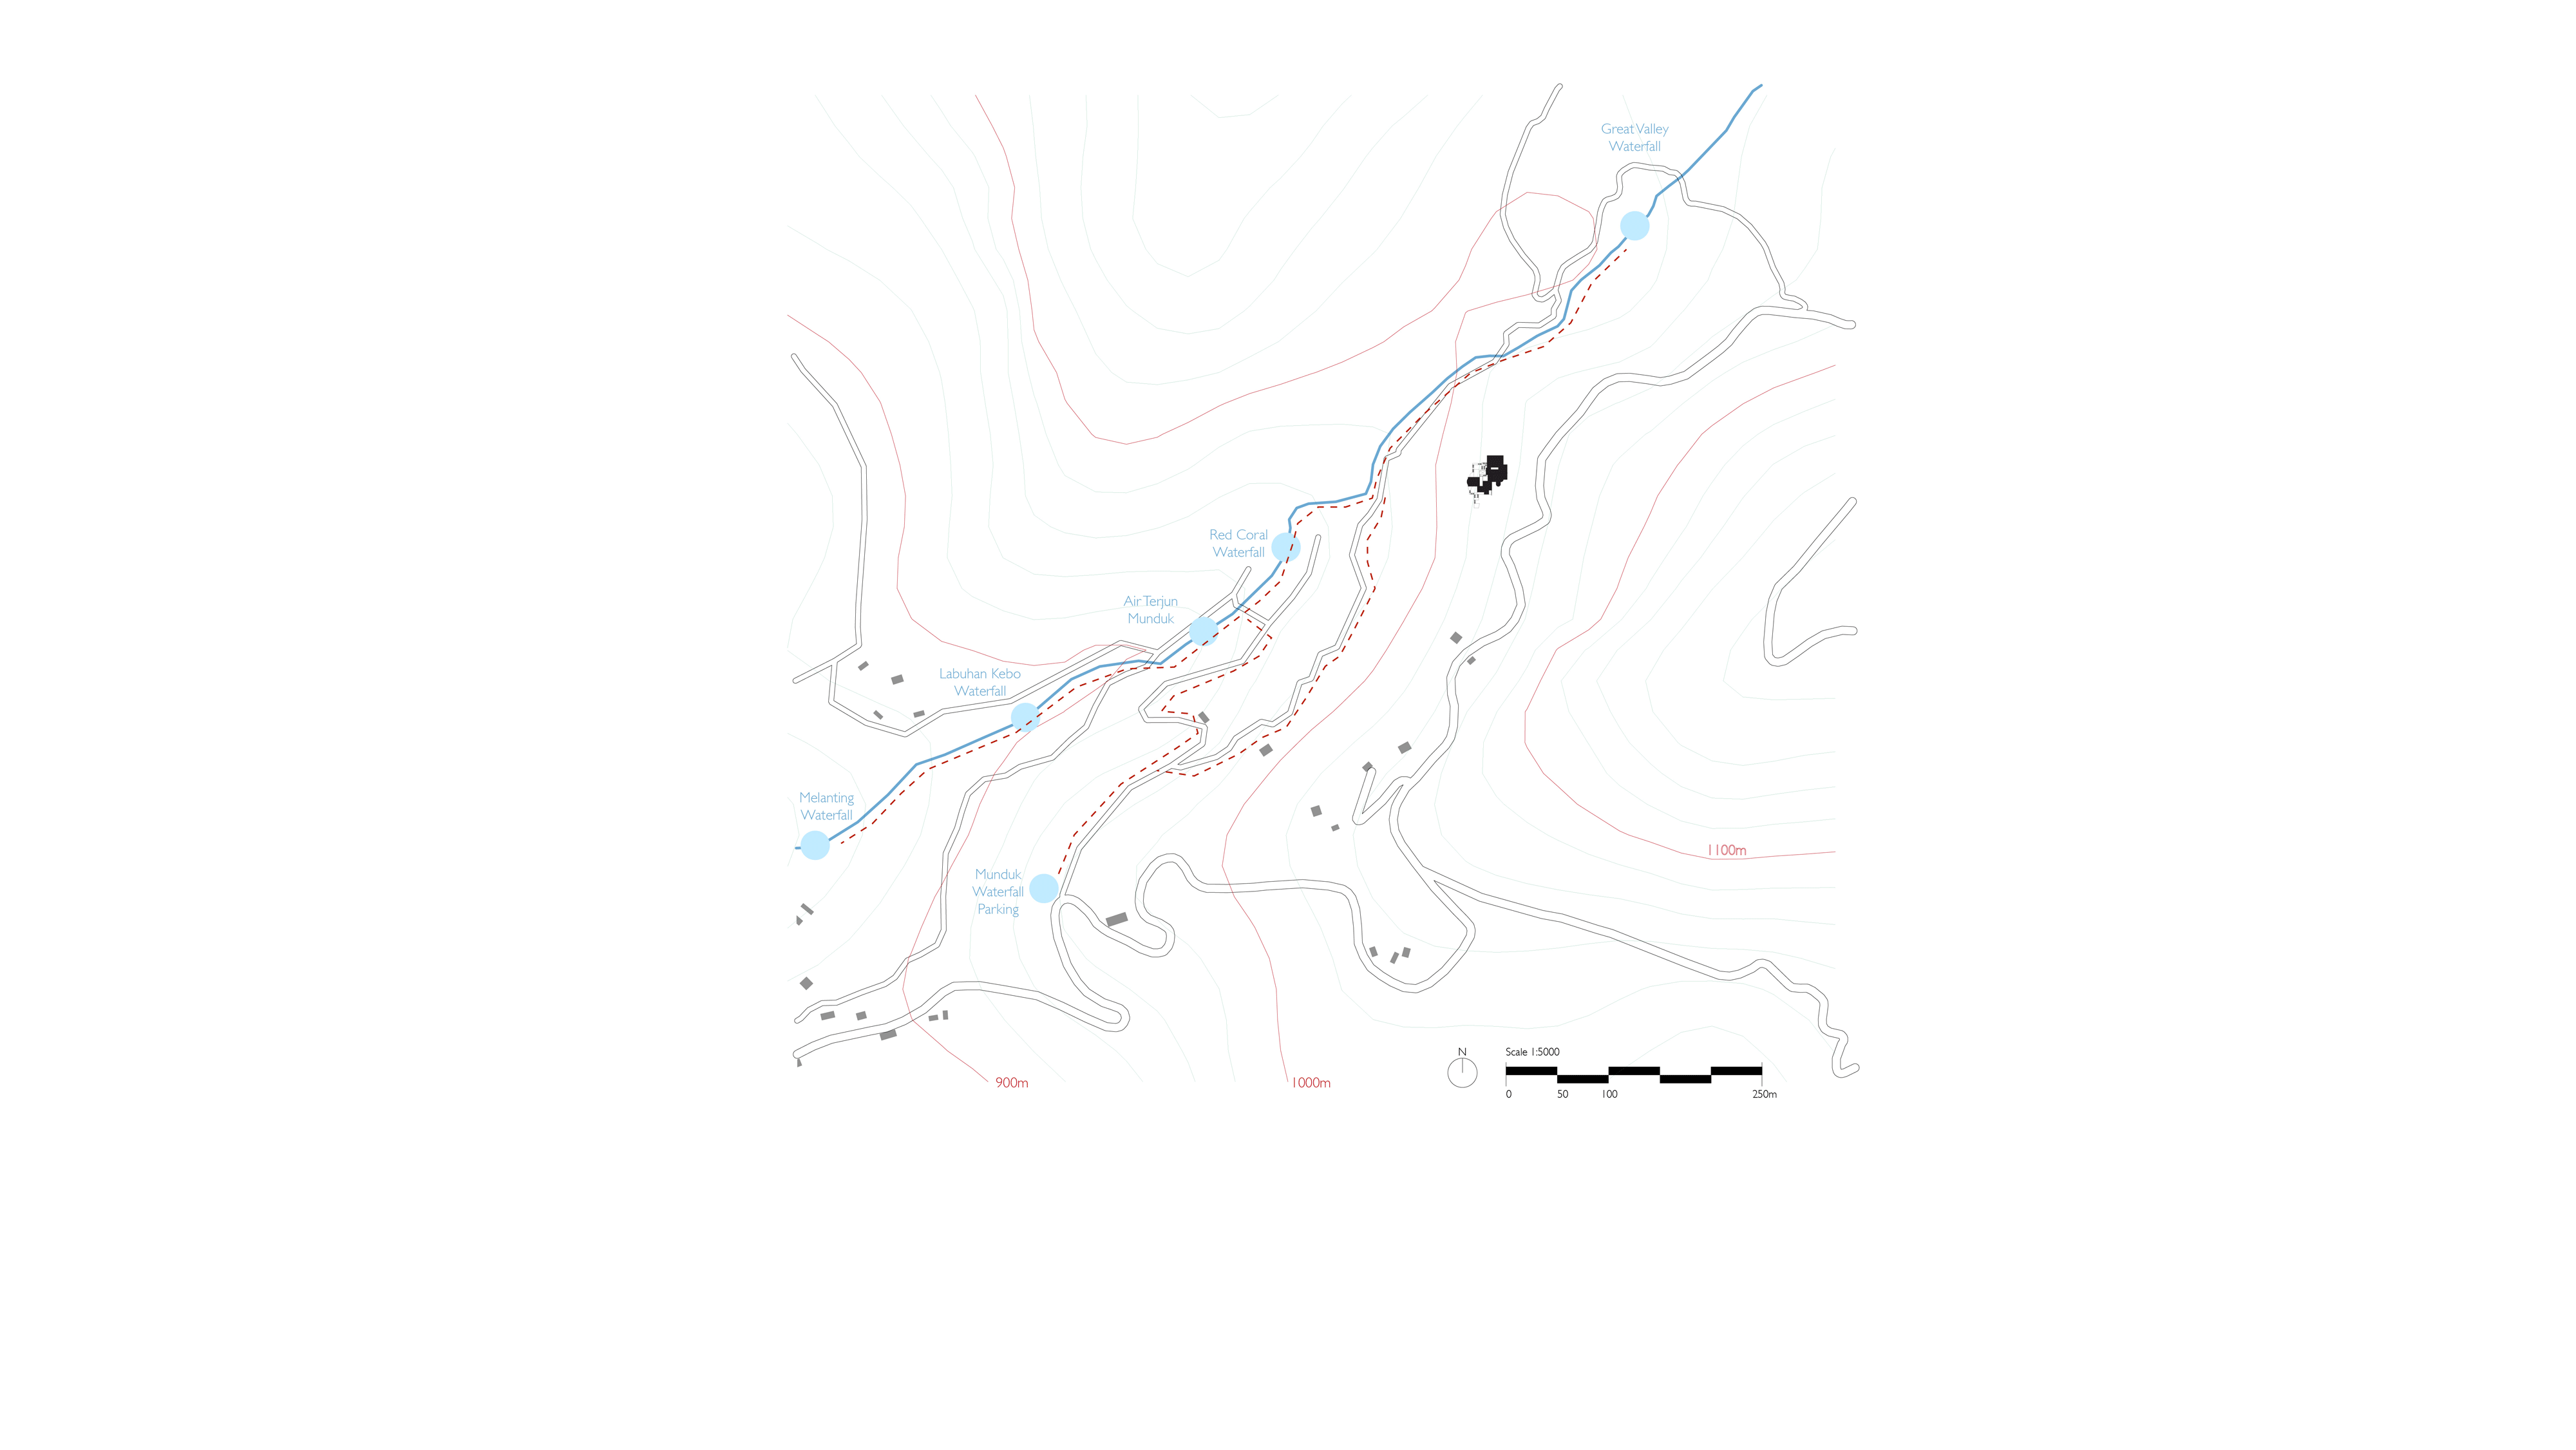 Great Valley
Waterfall
Red Coral
Waterfall
Air Terjun
Munduk
Labuhan Kebo
Waterfall
Melanting
Waterfall
Munduk
Waterfall
Parking
1100m
900m
1000m
N
Scale 1:5000
0 50 100 250m